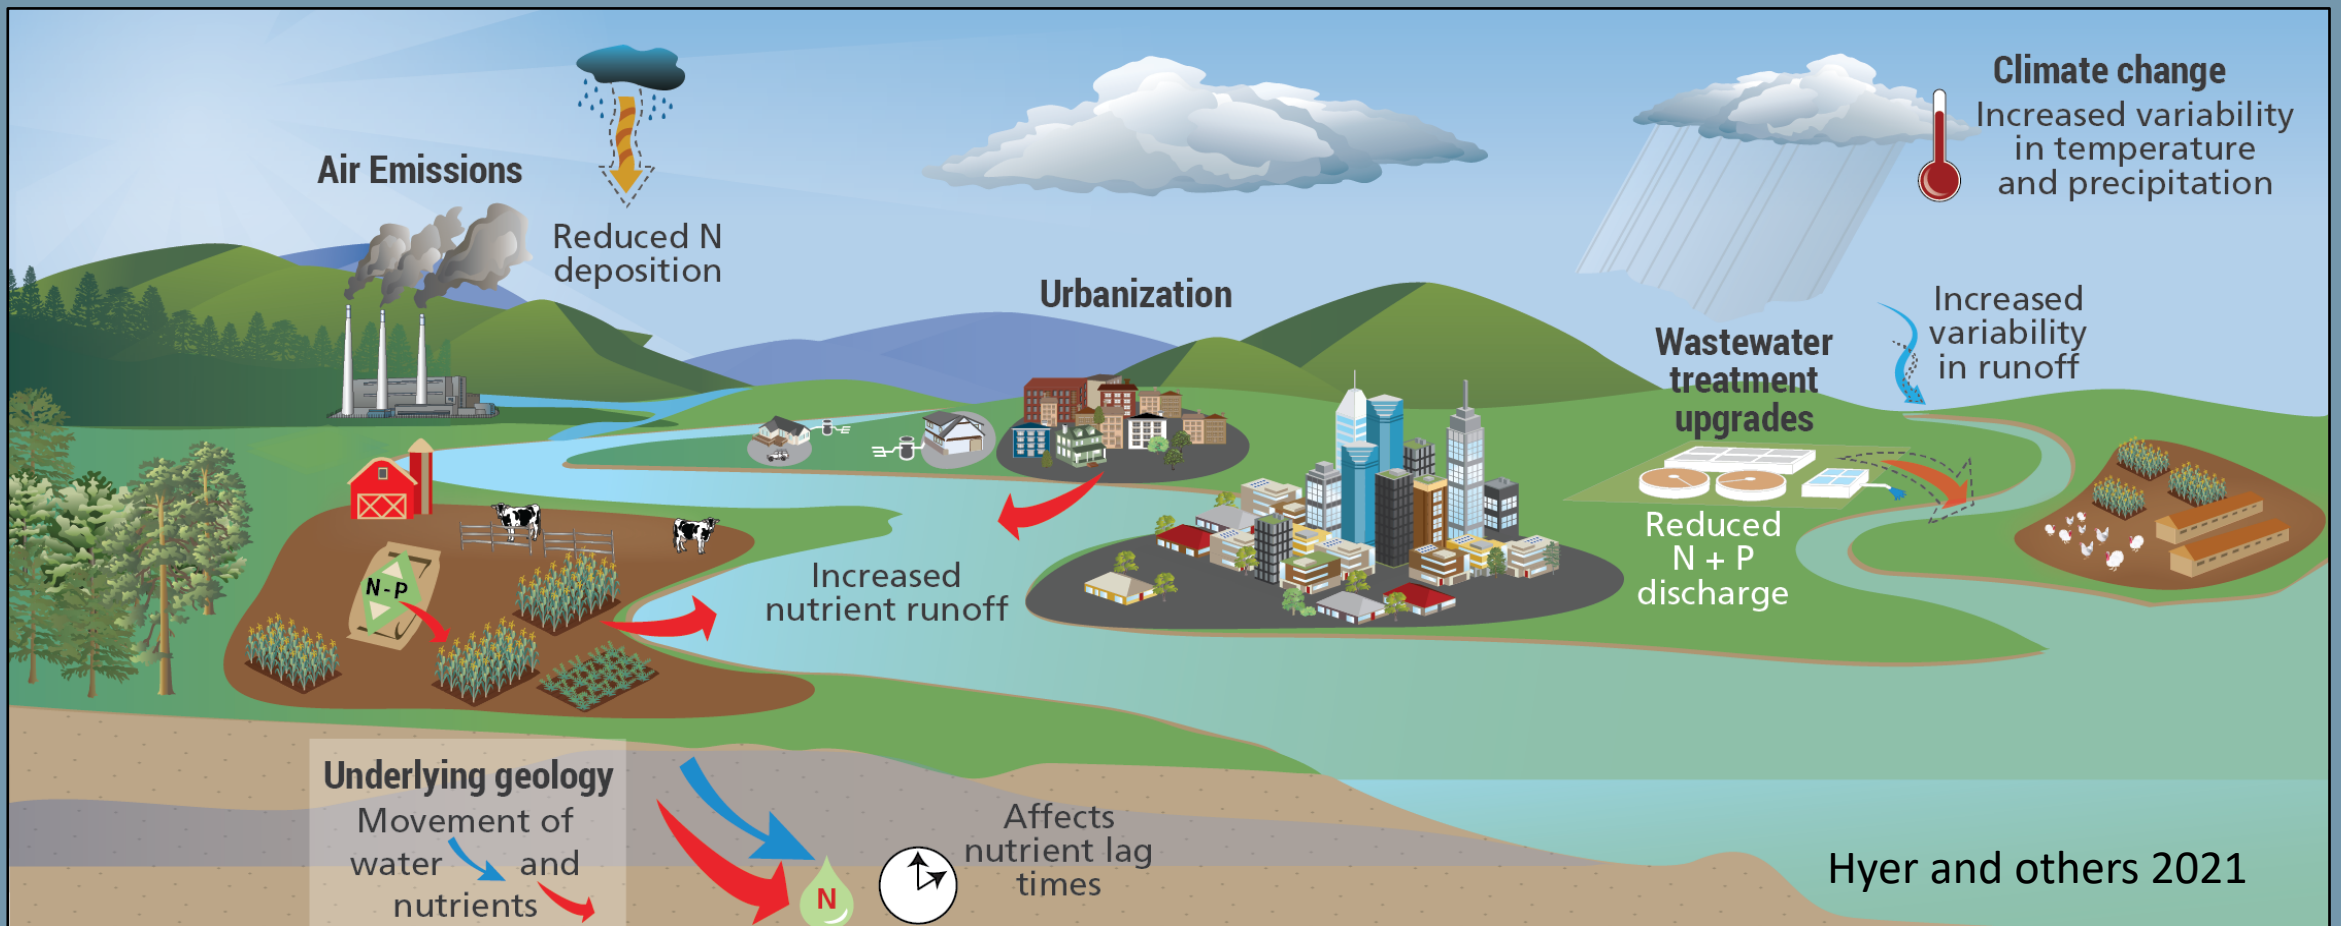 Climate change
Increased variability
in temperature
and precipitation
Air Emissions
Reduced N
deposition
Urbanization
Increased
variability
in runoff
Wastewater
treatment
upgrades
Reduced
N + P
discharge
N-P
Increased
nutrient runoff
Underlying geology
Movement of
water and
nutrients
N
Affects
nutrient lag
times
Hyer and others 2021